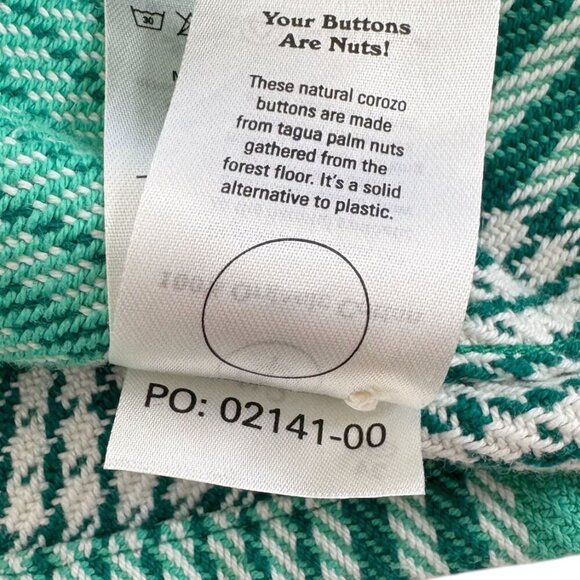 30
Your Buttons
Are Nuts!
These natural corozo
buttons are made
from tagua palm nuts
gathered from the
forest floor. It's a solid
alternative to plastic.
PO: 02141-00